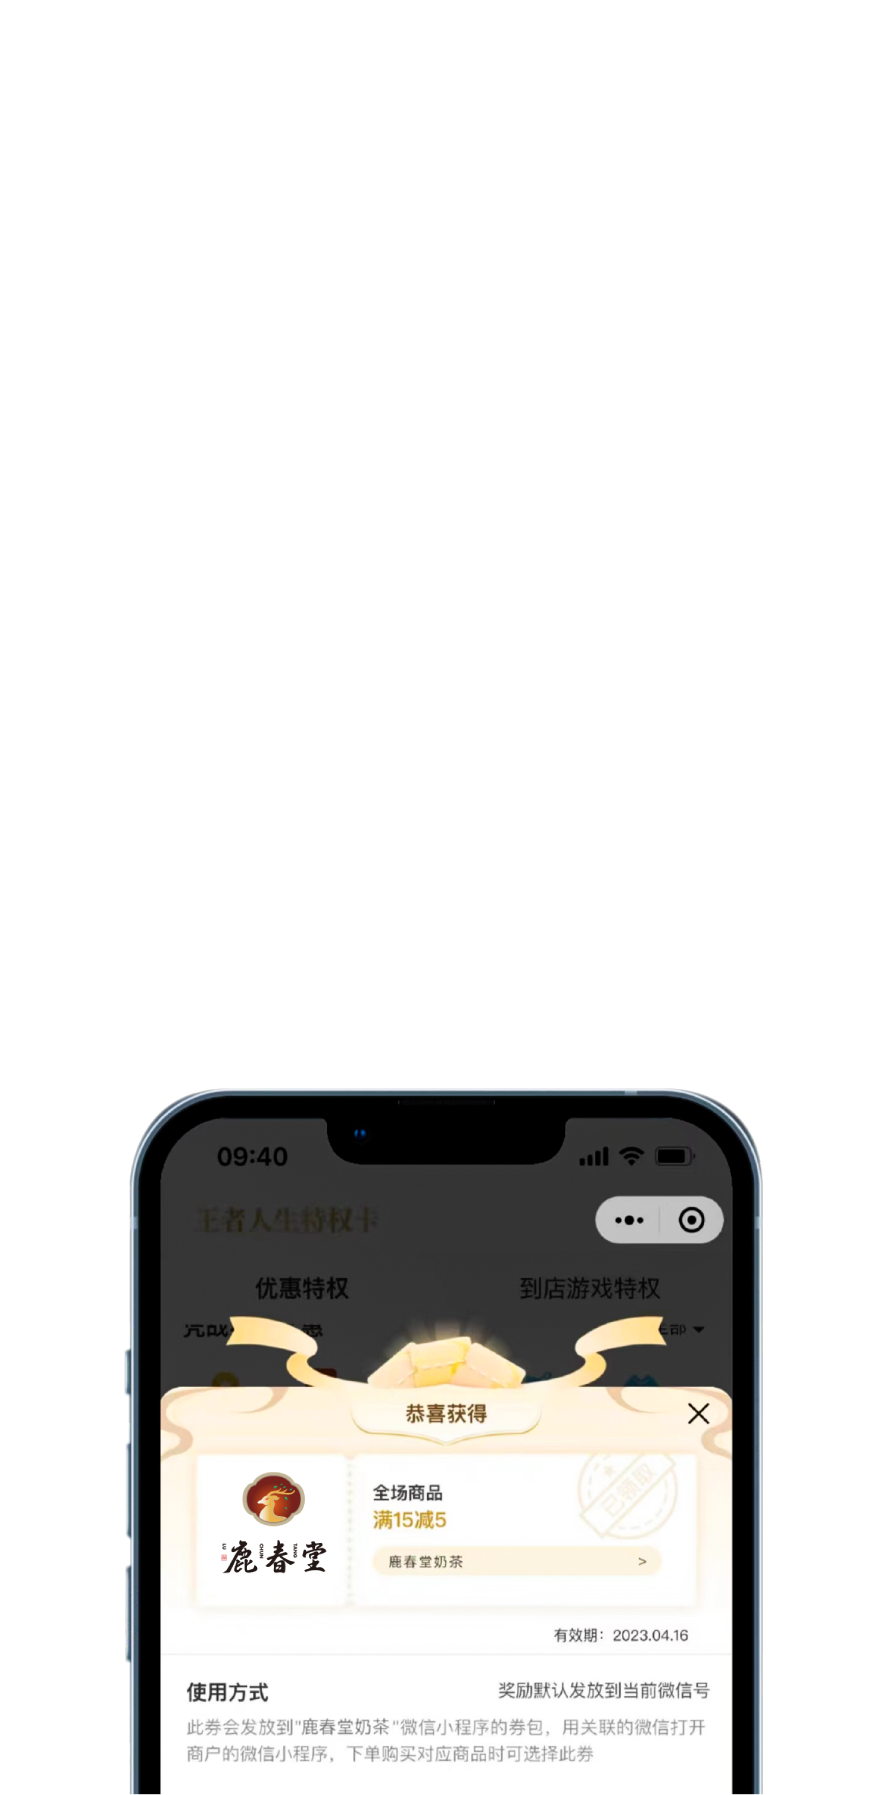 09:40
王者人生特权卡
优惠特权
到店游戏特权
恭喜获得
已领取
全场商品
满15减5
鹿春堂奶茶 >
LU 鹿 CHUN 春 TANG 堂
有效期：2023.04.16
使用方式
奖励默认发放到当前微信号
此券会发放到"鹿春堂奶茶"微信小程序的券包，用关联的微信打开
商户的微信小程序，下单购买对应商品时可选择此券